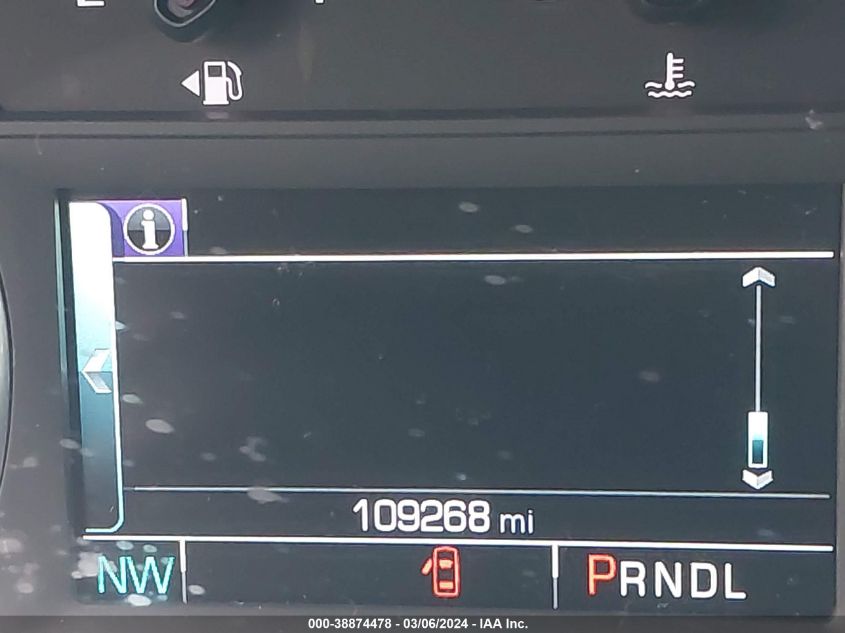 i
109268 mi
NW PRNDL
000-38874478 - 03/06/2024 - IAA Inc.